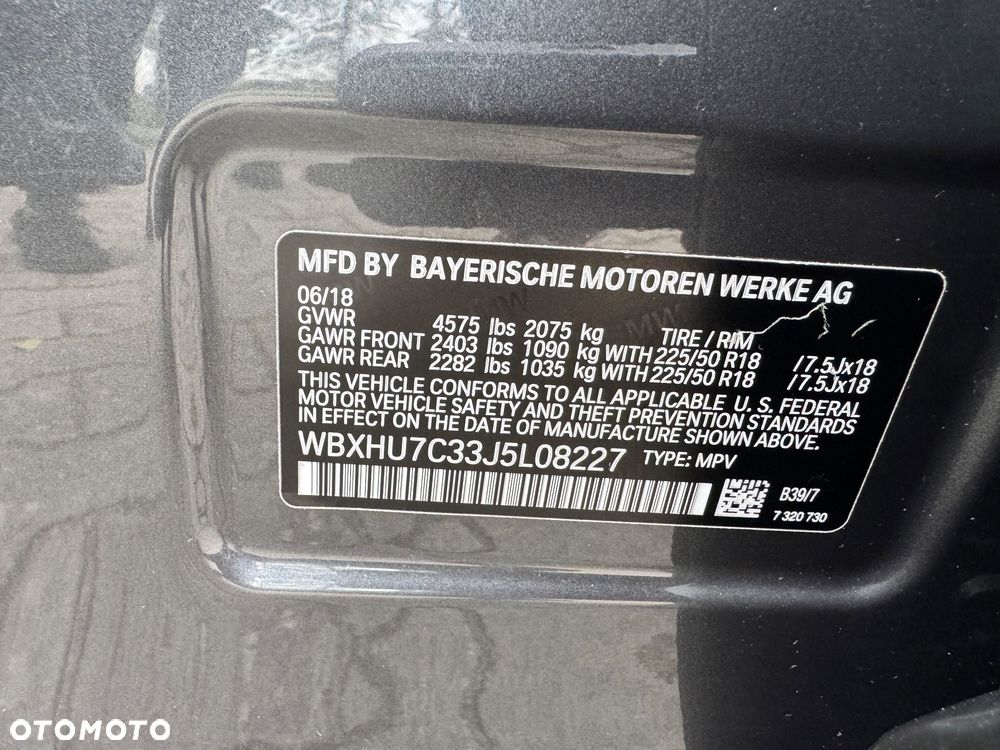 MFD BY BAYERISCHE MOTOREN WERKE AG
06/18
GVWR 4575 lbs 2075 kg TIRE / RIM
GAWR FRONT 2403 lbs 1090 kg WITH 225/50 R18 /7.5Jx18
GAWR REAR 2282 lbs 1035 kg WITH 225/50 R18 /7.5Jx18
THIS VEHICLE CONFORMS TO ALL APPLICABLE U. S. FEDERAL
MOTOR VEHICLE SAFETY AND THEFT PREVENTION STANDARDS
IN EFFECT ON THE DATE OF MANUFACTURE SHOWN ABOVE.
WBXHU7C33J5L08227 TYPE: MPV
B39/7
7 320 730
OTOMOTO